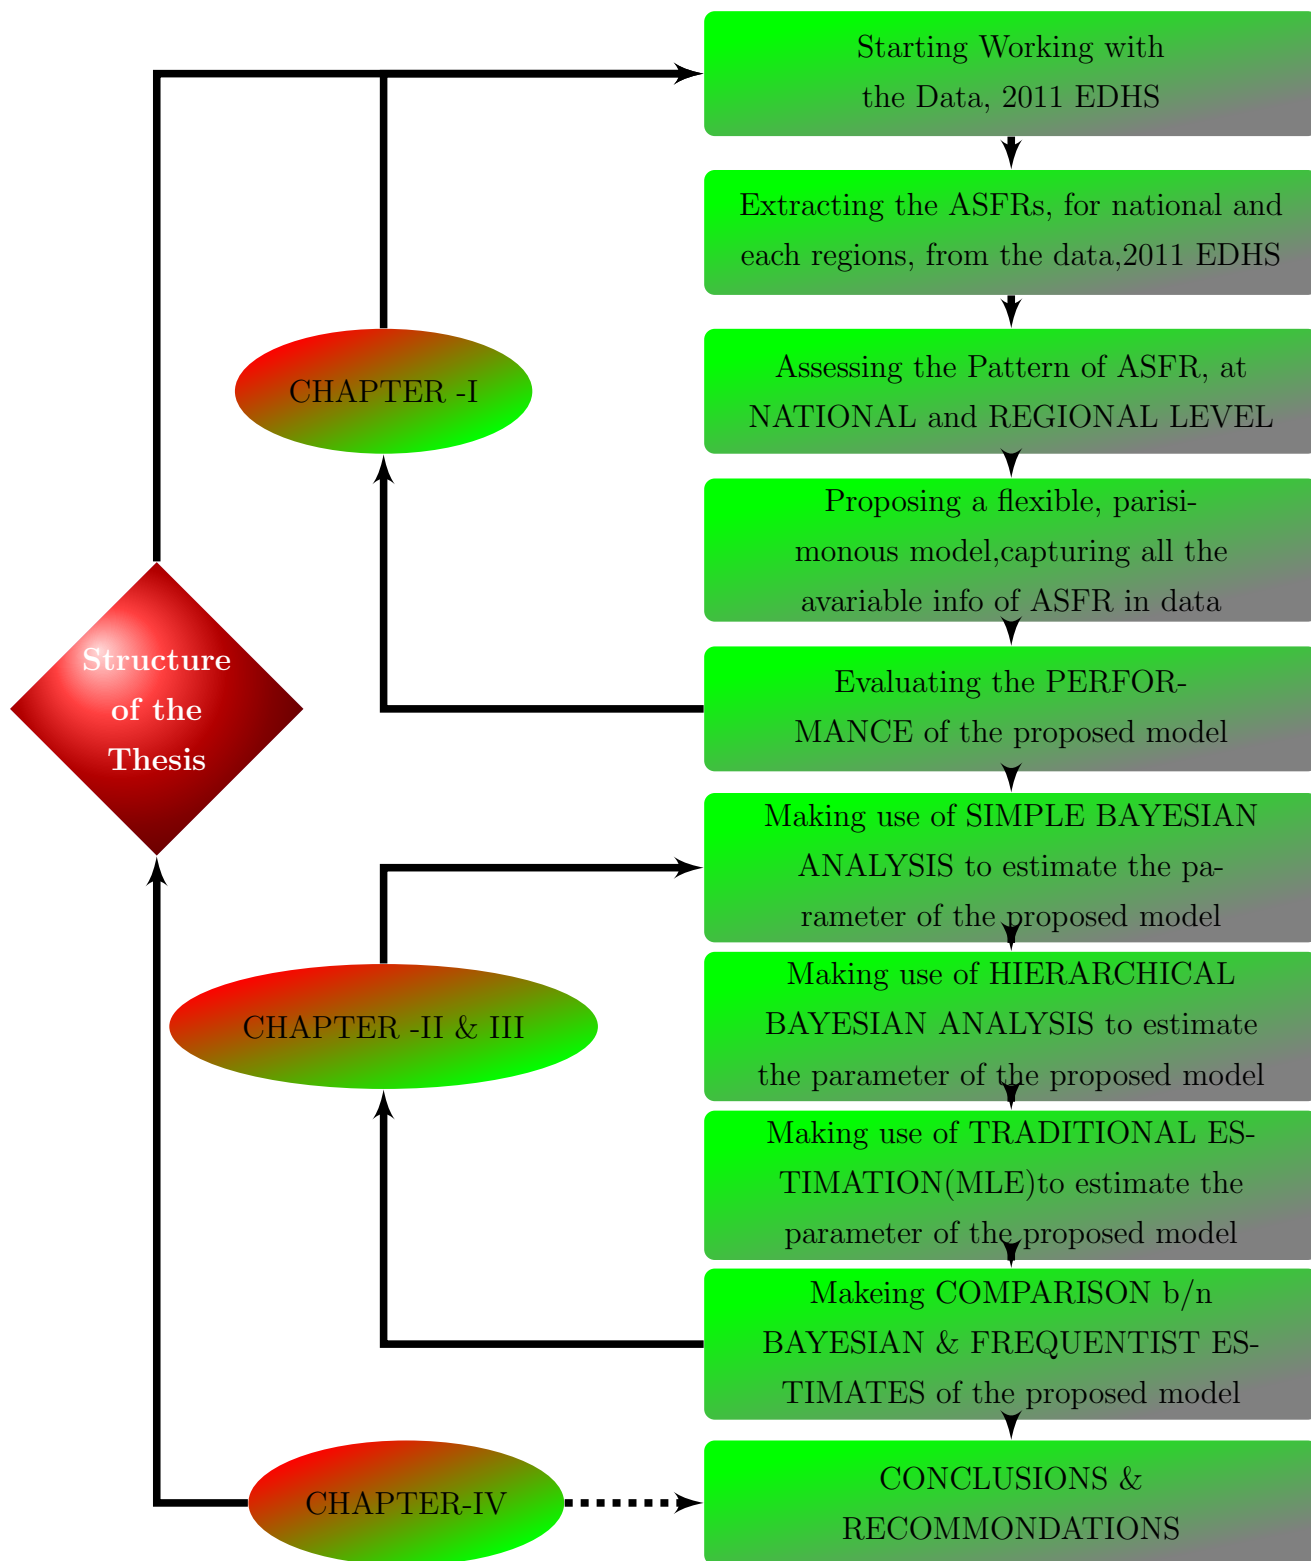 Starting Working with
the Data, 2011 EDHS
Extracting the ASFRs, for national and
each regions, from the data,2011 EDHS
Assessing the Pattern of ASFR, at
NATIONAL and REGIONAL LEVEL
CHAPTER -I
Proposing a flexible, parisi-
monous model,capturing all the
avariable info of ASFR in data
Structure
of the
Thesis
Evaluating the PERFOR-
MANCE of the proposed model
Making use of SIMPLE BAYESIAN
ANALYSIS to estimate the pa-
rameter of the proposed model
CHAPTER -II & III
Making use of HIERARCHICAL
BAYESIAN ANALYSIS to estimate
the parameter of the proposed model
Making use of TRADITIONAL ES-
TIMATION(MLE)to estimate the
parameter of the proposed model
Makeing COMPARISON b/n
BAYESIAN & FREQUENTIST ES-
TIMATES of the proposed model
CHAPTER-IV
CONCLUSIONS &
RECOMMONDATIONS